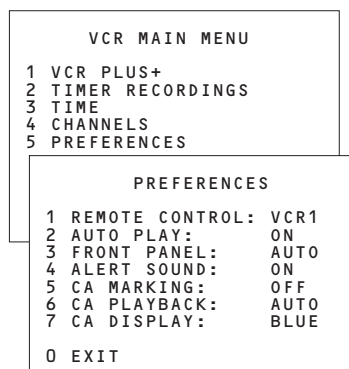 VCR MAIN MENU
1 VCR PLUS+
2 TIMER RECORDINGS
3 TIME
4 CHANNELS
5 PREFERENCES
PREFERENCES
1 REMOTE CONTROL: VCR1
2 AUTO PLAY: ON
3 FRONT PANEL: AUTO
4 ALERT SOUND: ON
5 CA MARKING: OFF
6 CA PLAYBACK: AUTO
7 CA DISPLAY: BLUE
0 EXIT